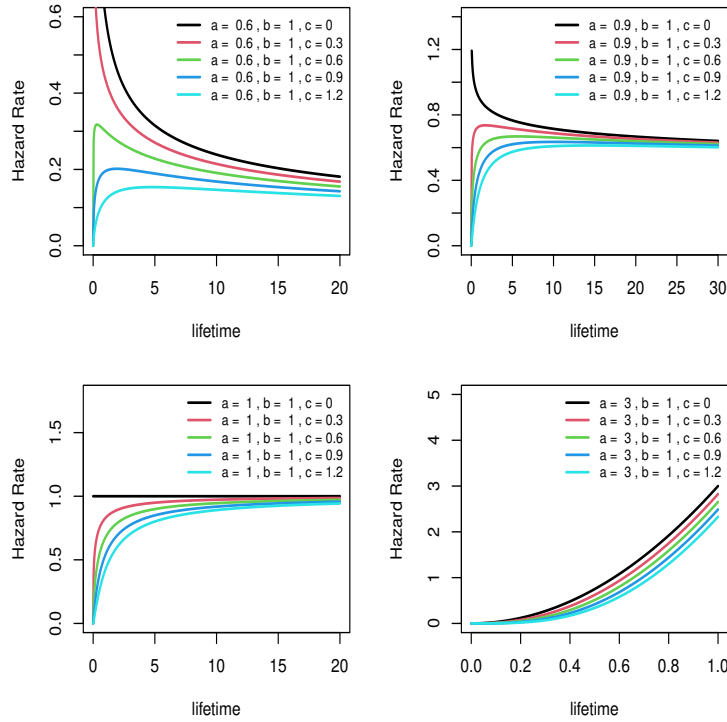 Hazard Rate
0.0 0.2 0.4 0.6
a = 0.6 , b = 1 , c = 0
a = 0.6 , b = 1 , c = 0.3
a = 0.6 , b = 1 , c = 0.6
a = 0.6 , b = 1 , c = 0.9
a = 0.6 , b = 1 , c = 1.2
0 5 10 15 20
lifetime
Hazard Rate
0.0 0.6 0.8 1.2
a = 0.9 , b = 1 , c = 0
a = 0.9 , b = 1 , c = 0.3
a = 0.9 , b = 1 , c = 0.6
a = 0.9 , b = 1 , c = 0.9
a = 0.9 , b = 1 , c = 1.2
0 5 10 15 20 25 30
lifetime
Hazard Rate
0.0 0.5 1.0 1.5
a = 1 , b = 1 , c = 0
a = 1 , b = 1 , c = 0.3
a = 1 , b = 1 , c = 0.6
a = 1 , b = 1 , c = 0.9
a = 1 , b = 1 , c = 1.2
0 5 10 15 20
lifetime
Hazard Rate
0 1 2 3 4 5
a = 3 , b = 1 , c = 0
a = 3 , b = 1 , c = 0.3
a = 3 , b = 1 , c = 0.6
a = 3 , b = 1 , c = 0.9
a = 3 , b = 1 , c = 1.2
0.0 0.2 0.4 0.6 0.8 1.0
lifetime